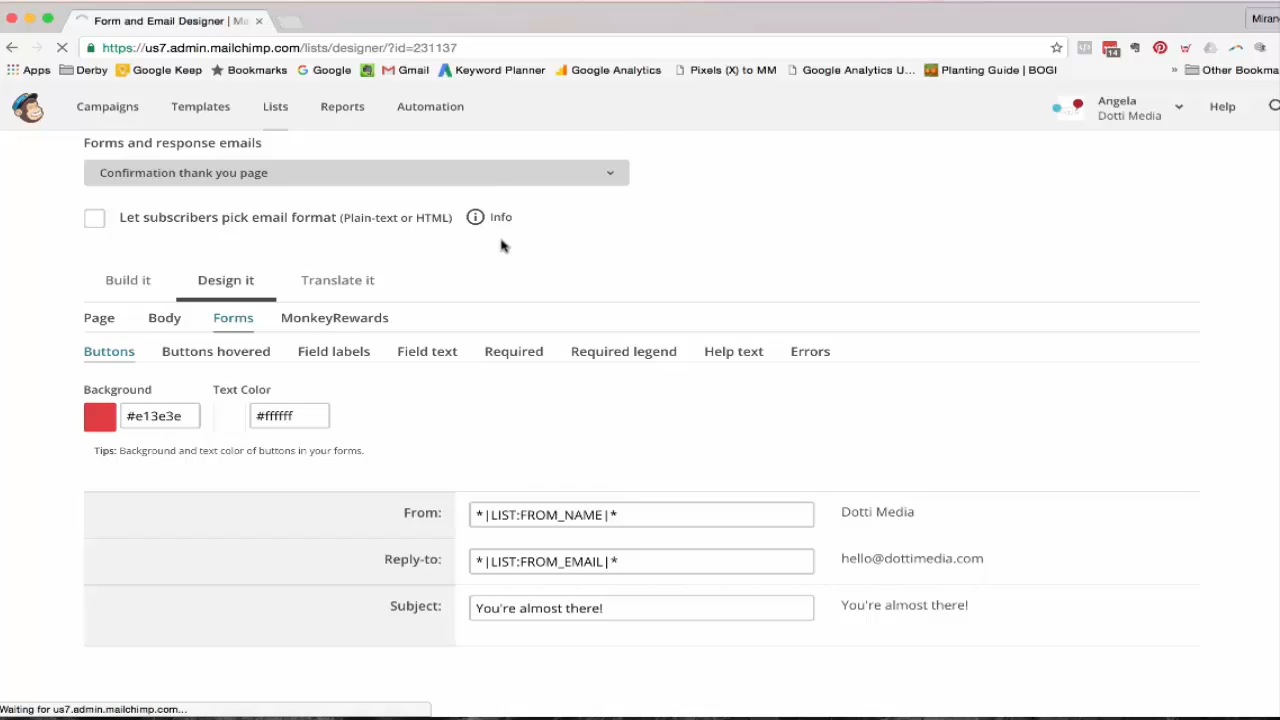 Form and Email Designer | Ma ×
Miran
https://us7.admin.mailchimp.com/lists/designer/?id=231137
14
Apps Derby Google Keep Bookmarks Google Gmail Keyword Planner Google Analytics Pixels (X) to MM Google Analytics U... Planting Guide | BOGI » Other Bookma
Campaigns Templates Lists Reports Automation Angela Help
Dotti Media
Forms and response emails
Confirmation thank you page
Let subscribers pick email format (Plain-text or HTML) Info
Build it Design it Translate it
Page Body Forms MonkeyRewards
Buttons Buttons hovered Field labels Field text Required Required legend Help text Errors
Background Text Color
#e13e3e #ffffff
Tips: Background and text color of buttons in your forms.
From: *|LIST:FROM_NAME|* Dotti Media
Reply-to: *|LIST:FROM_EMAIL|* hello@dottimedia.com
Subject: You're almost there! You're almost there!
Waiting for us7.admin.mailchimp.com...